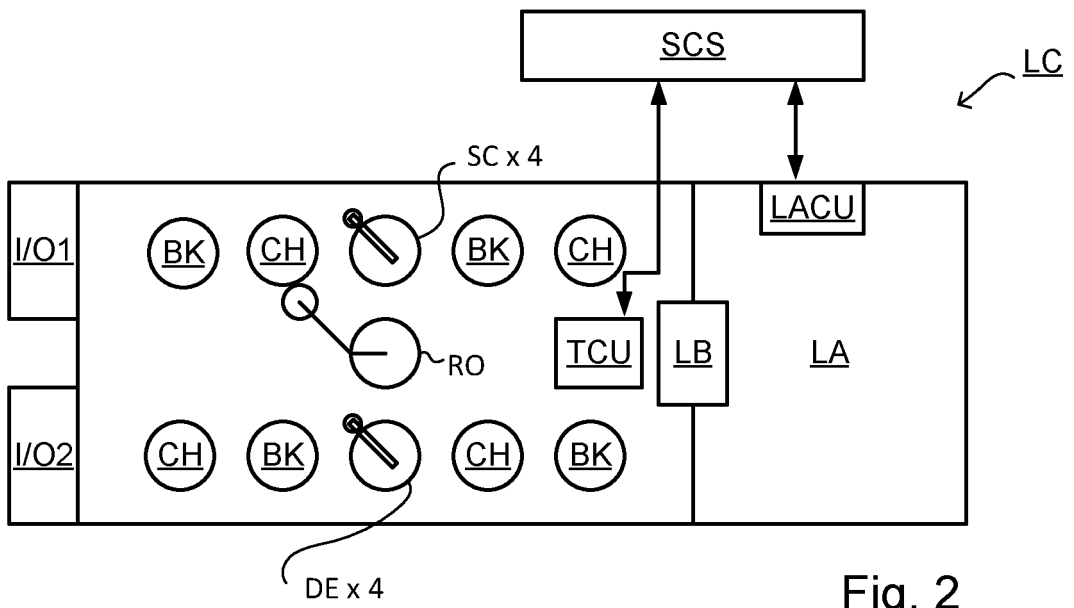 SCS
LC
SC x 4
I/O1
BK
CH
BK
CH
LACU
RO
TCU
LB
LA
I/O2
CH
BK
CH
BK
DE x 4
Fig. 2